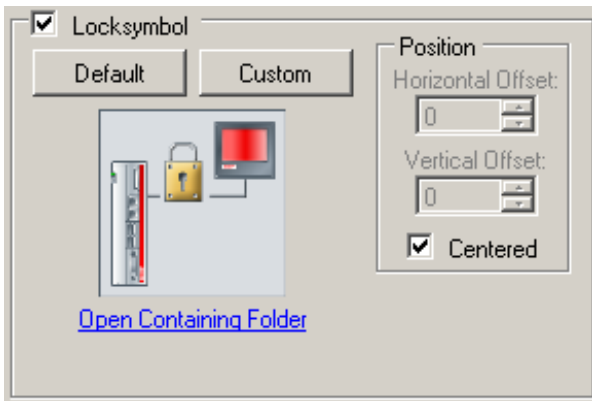 Locksymbol
Default
Custom
Open Containing Folder
Position
Horizontal Offset:
0
Vertical Offset:
0
Centered